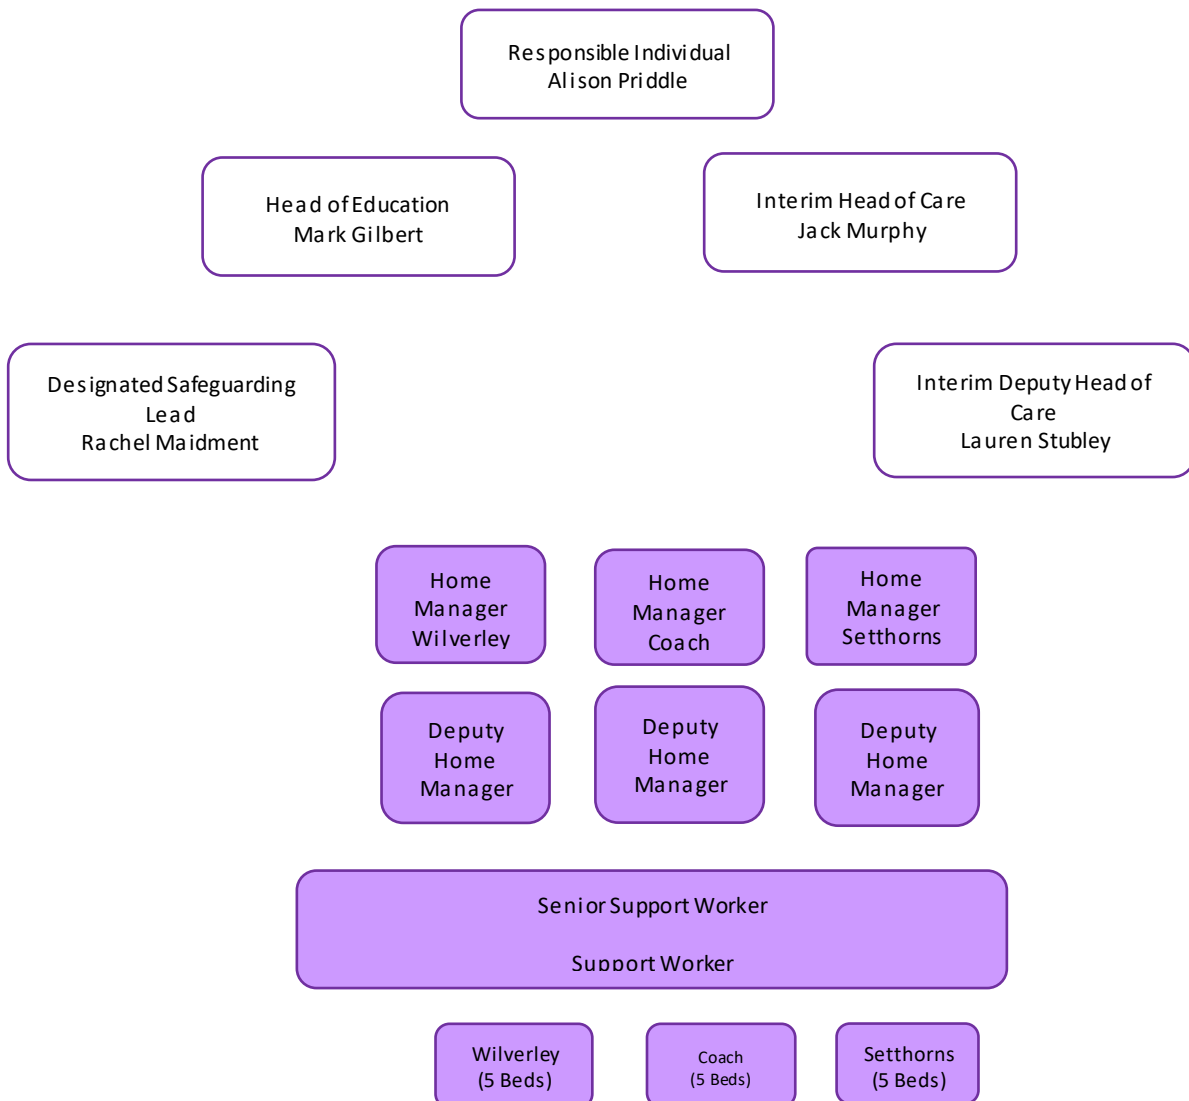 Responsible Individual
Alison Priddle
Head of Education
Mark Gilbert
Interim Head of Care
Jack Murphy
Designated Safeguarding
Lead
Rachel Maidment
Interim Deputy Head of
Care
Lauren Stubley
Home
Manager
Wilverley
Home
Manager
Coach
Home
Manager
Setthorns
Deputy
Home
Manager
Deputy
Home
Manager
Deputy
Home
Manager
Senior Support Worker
Support Worker
Wilverley
(5 Beds)
Coach
(5 Beds)
Setthorns
(5 Beds)